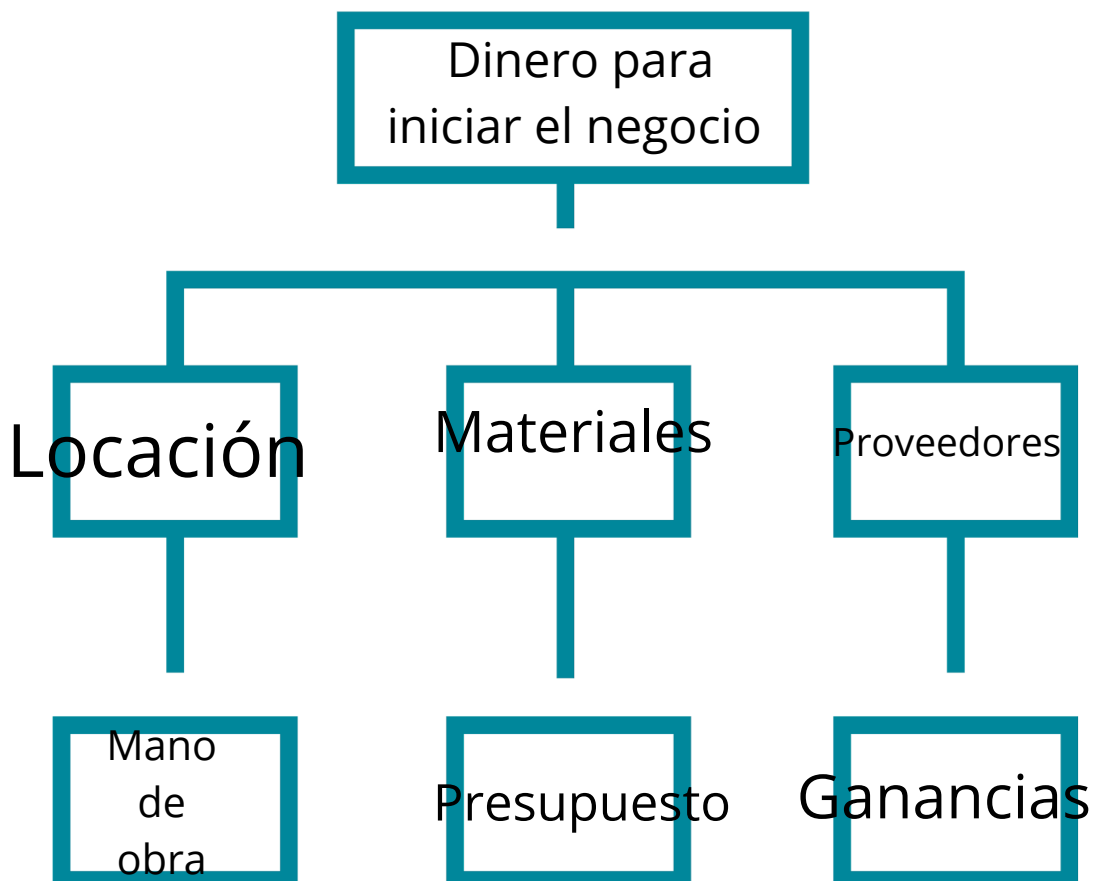 Dinero para
iniciar el negocio
Locación
Materiales
Proveedores
Mano
de
obra
Presupuesto
Ganancias